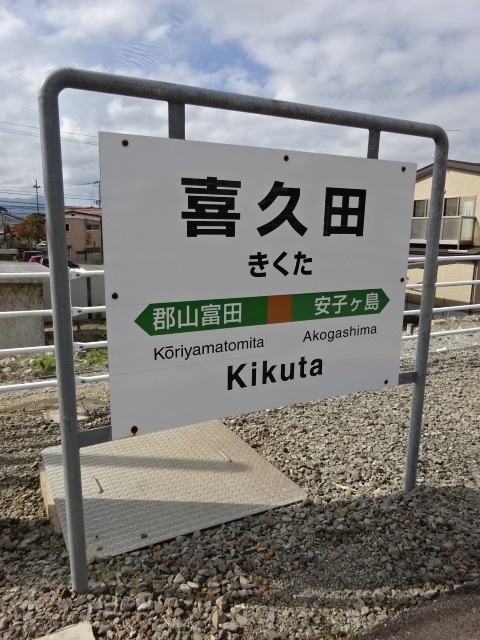 喜久田
きくた
郡山富田 安子ヶ島
Kōriyamatomita Akogashima
Kikuta